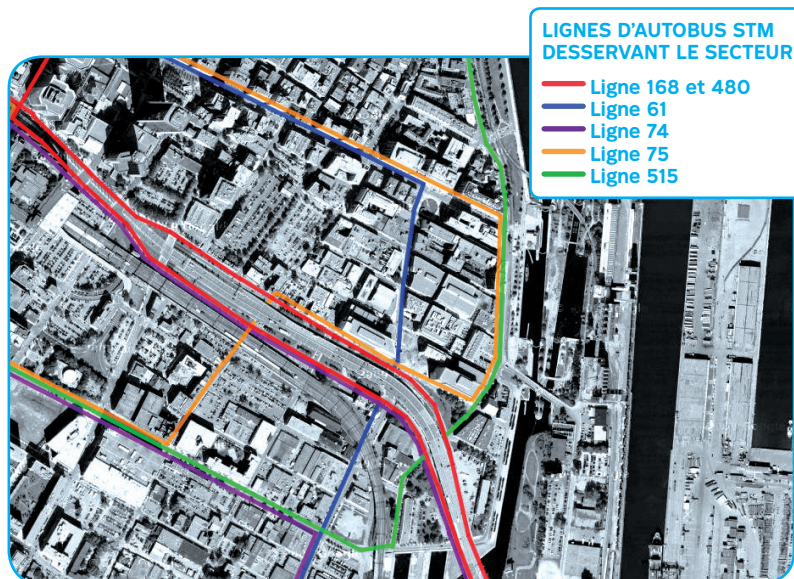 LIGNES D'AUTOBUS STM
DESSERVANT LE SECTEUR
Ligne 168 et 480
Ligne 61
Ligne 74
Ligne 75
Ligne 515